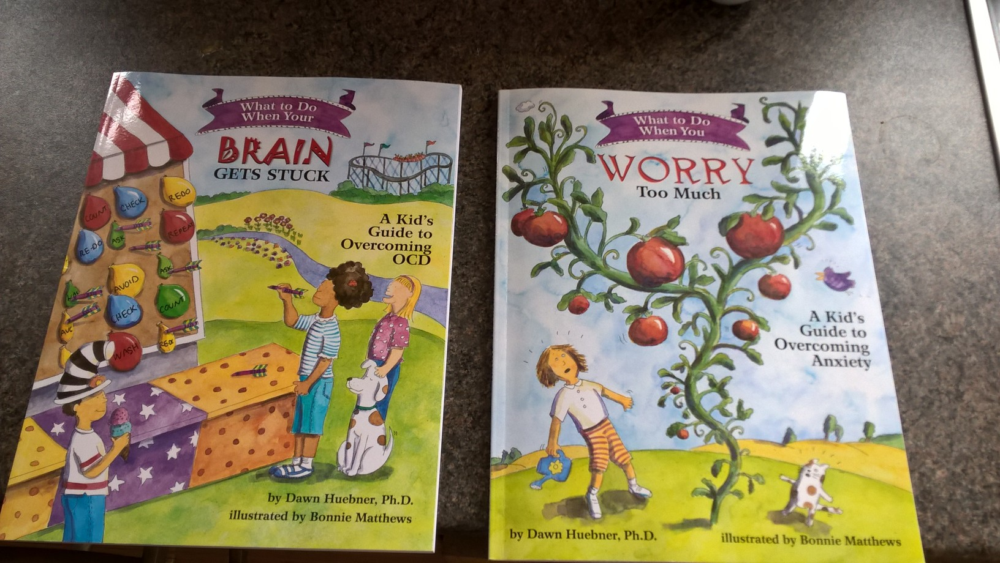 What to Do
When Your
BRAIN
GETS STUCK
A Kid's
Guide to
Overcoming
OCD
COUNT
CHECK
REDO
RE-DO
ASK
REPEAT
ASK
AVOID
CHECK
COUNT
WASH
by Dawn Huebner, Ph.D.
illustrated by Bonnie Matthews
What to Do
When You
WORRY
Too Much
A Kid's
Guide to
Overcoming
Anxiety
by Dawn Huebner, Ph.D.
illustrated by Bonnie Matthews